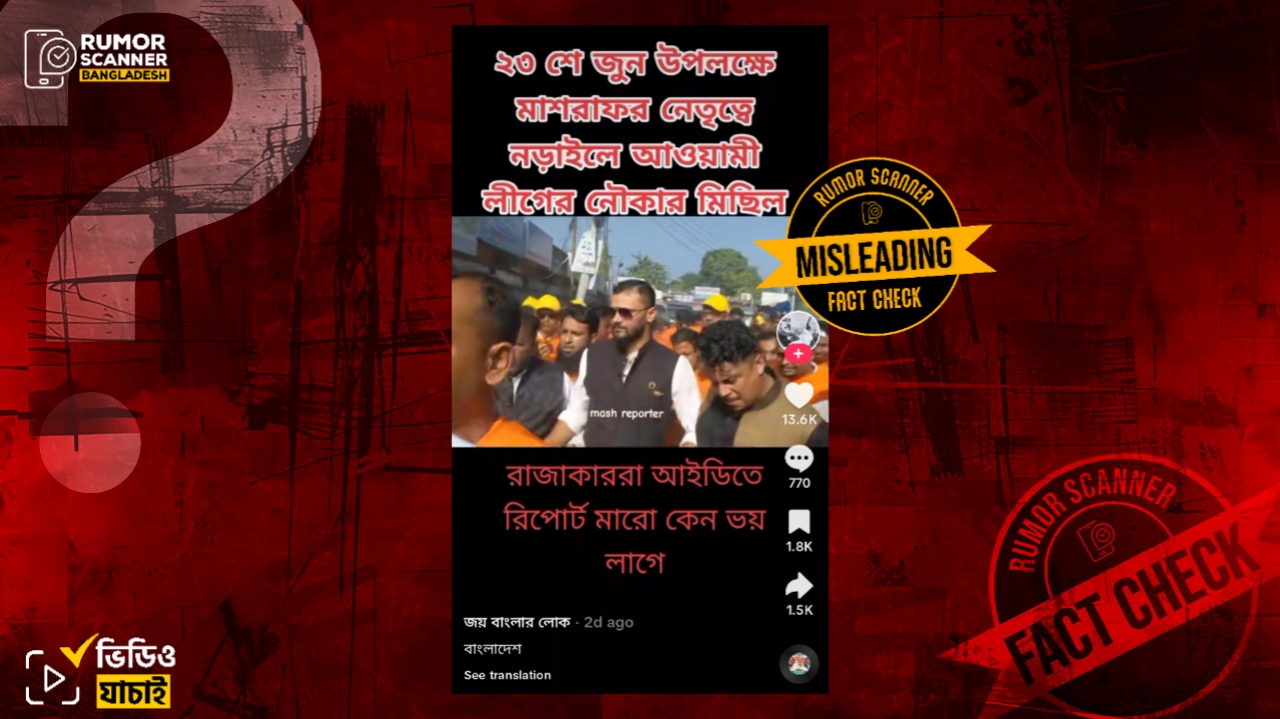 RUMOR
SCANNER
BANGLADESH
২৩ শে জুন উপলক্ষে
মাশরাফর নেতৃত্বে
নড়াইলে আওয়ামী
লীগের নৌকার মিছিল
RUMOR SCANNER
MISLEADING
FACT CHECK
mash reporter
13.6K
770
1.8K
1.5K
রাজাকাররা আইডিতে
রিপোর্ট মারো কেন ভয়
লাগে
জয় বাংলার লোক · 2d ago
বাংলাদেশ
See translation
RUMOR SCANNER
FACT CHECK
ভিডিও
যাচাই